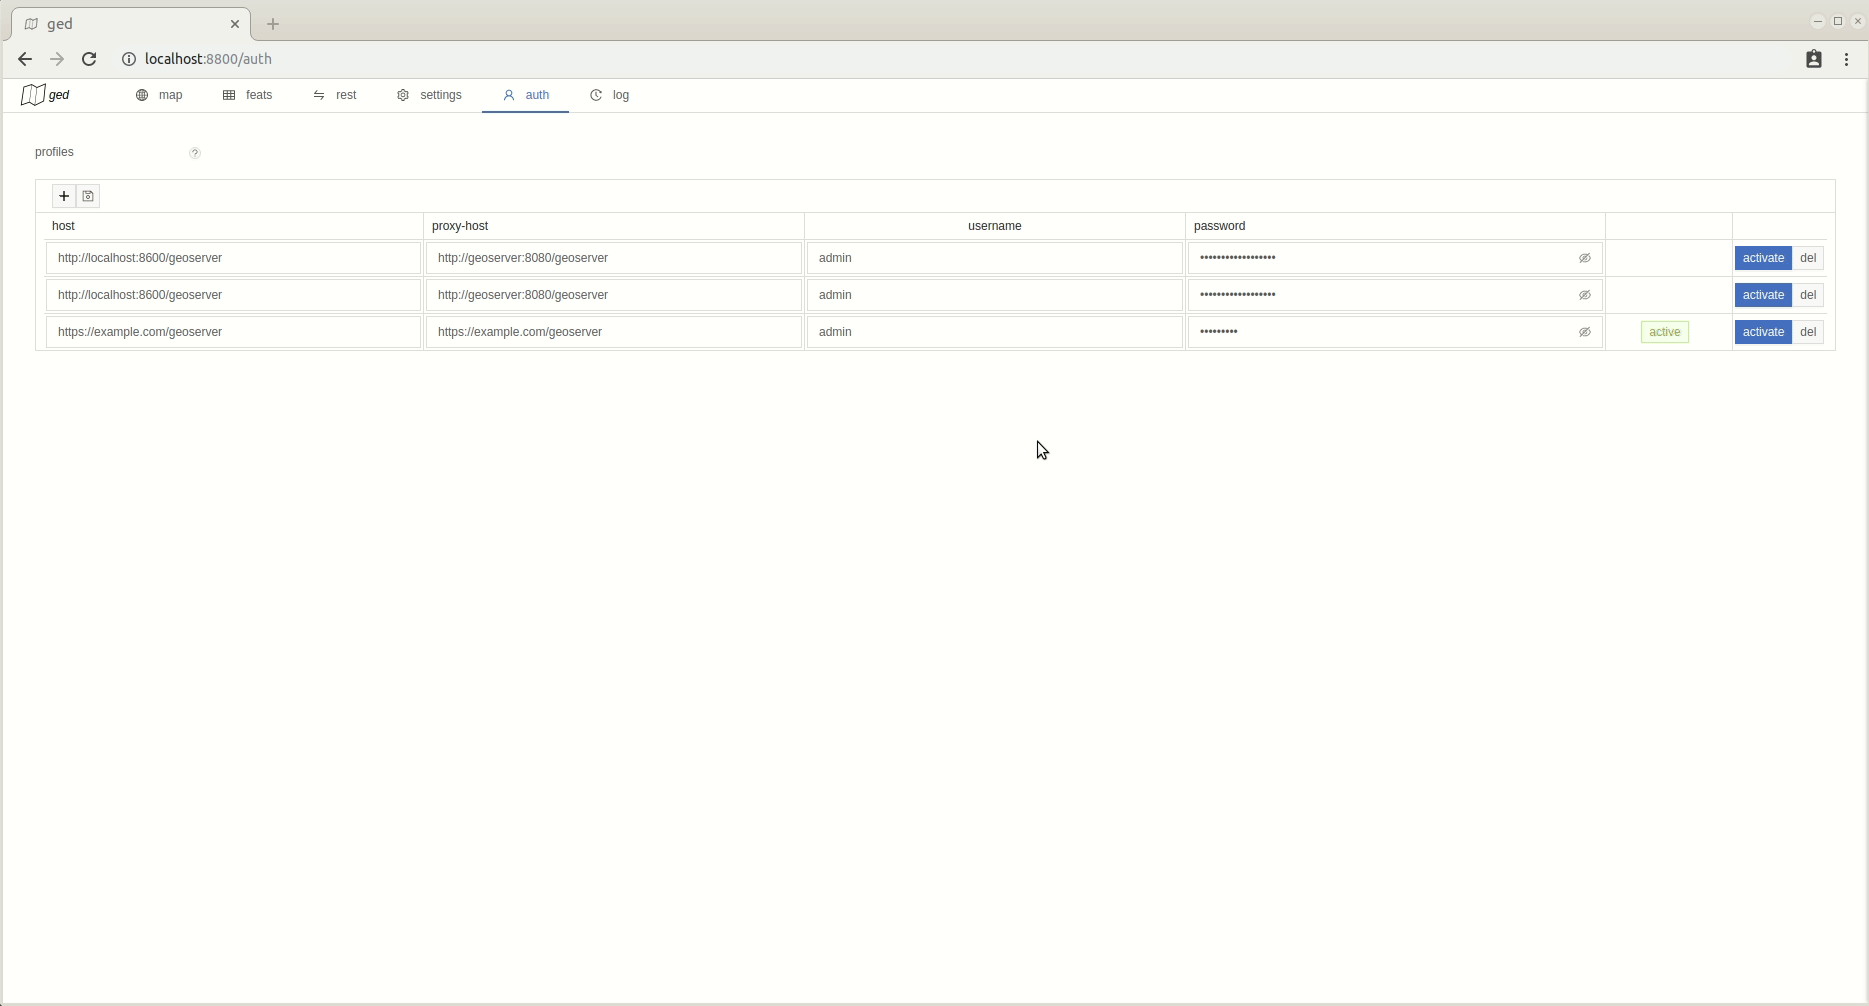 ged
localhost:8800/auth
ged map feats rest settings auth log
profiles ?
host proxy-host username password
http://localhost:8600/geoserver http://geoserver:8080/geoserver admin •••••••••••••••••• activate del
http://localhost:8600/geoserver http://geoserver:8080/geoserver admin •••••••••••••••••• activate del
https://example.com/geoserver https://example.com/geoserver admin ••••••••• active activate del